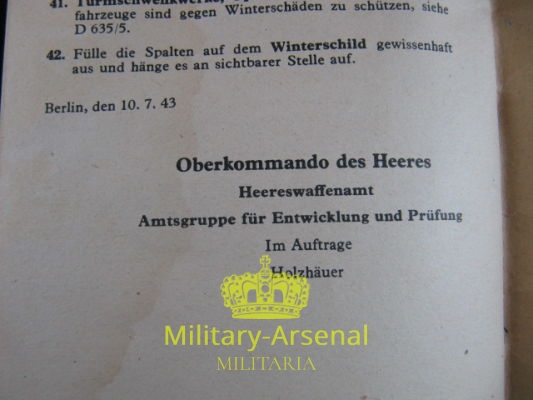 41. Turmschwenkwerke,
fahrzeuge sind gegen Winterschäden zu schützen, siehe
D 635/5.
42. Fülle die Spalten auf dem Winterschild gewissenhaft
aus und hänge es an sichtbarer Stelle auf.
Berlin, den 10. 7. 43
Oberkommando des Heeres
Heereswaffenamt
Amtsgruppe für Entwicklung und Prüfung
Im Auftrage
Holzhäuer
Military-Arsenal
MILITARIA